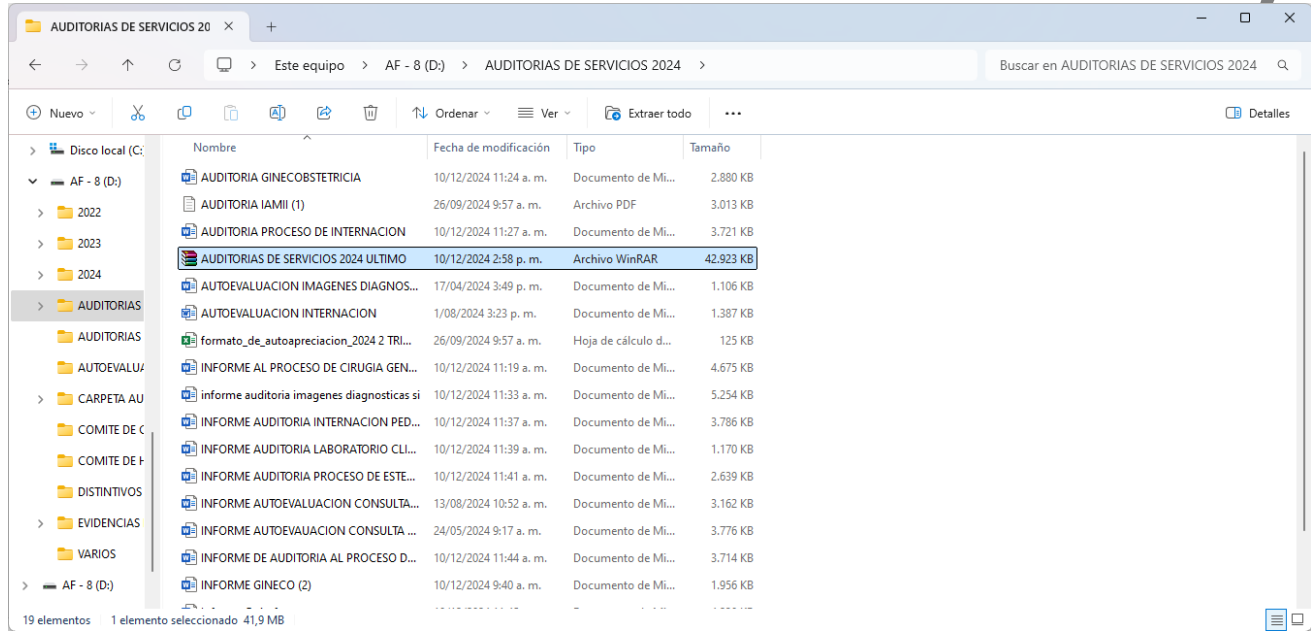 AUDITORIAS DE SERVICIOS 20
Este equipo > AF - 8 (D:) > AUDITORIAS DE SERVICIOS 2024 >
Buscar en AUDITORIAS DE SERVICIOS 2024
Nuevo Ordenar Ver Extraer todo ... Detalles
Disco local (C:
AF - 8 (D:)
2022
2023
2024
AUDITORIAS
AUDITORIAS
AUTOEVALUA
CARPETA AU
COMITE DE C
COMITE DE H
DISTINTIVOS
EVIDENCIAS
VARIOS
AF - 8 (D:)
Nombre Fecha de modificación Tipo Tamaño
AUDITORIA GINECOBSTETRICIA 10/12/2024 11:24 a. m. Documento de Mi... 2.880 KB
AUDITORIA IAMII (1) 26/09/2024 9:57 a. m. Archivo PDF 3.013 KB
AUDITORIA PROCESO DE INTERNACION 10/12/2024 11:27 a. m. Documento de Mi... 3.721 KB
AUDITORIAS DE SERVICIOS 2024 ULTIMO 10/12/2024 2:58 p. m. Archivo WinRAR 42.923 KB
AUTOEVALUACION IMAGENES DIAGNOS... 17/04/2024 3:49 p. m. Documento de Mi... 1.106 KB
AUTOEVALUACION INTERNACION 1/08/2024 3:23 p. m. Documento de Mi... 1.387 KB
formato_de_autoapreciacion_2024 2 TRI... 26/09/2024 9:57 a. m. Hoja de cálculo d... 125 KB
INFORME AL PROCESO DE CIRUGIA GEN... 10/12/2024 11:19 a. m. Documento de Mi... 4.675 KB
informe auditoria imagenes diagnosticas si 10/12/2024 11:33 a. m. Documento de Mi... 5.254 KB
INFORME AUDITORIA INTERNACION PED... 10/12/2024 11:37 a. m. Documento de Mi... 3.786 KB
INFORME AUDITORIA LABORATORIO CLI... 10/12/2024 11:39 a. m. Documento de Mi... 1.170 KB
INFORME AUDITORIA PROCESO DE ESTE... 10/12/2024 11:41 a. m. Documento de Mi... 2.639 KB
INFORME AUTOEVALUACION CONSULTA... 13/08/2024 10:52 a. m. Documento de Mi... 3.162 KB
INFORME AUTOEVAUACION CONSULTA ... 24/05/2024 9:17 a. m. Documento de Mi... 3.776 KB
INFORME DE AUDITORIA AL PROCESO D... 10/12/2024 11:44 a. m. Documento de Mi... 3.714 KB
INFORME GINECO (2) 10/12/2024 9:40 a. m. Documento de Mi... 1.956 KB
19 elementos 1 elemento seleccionado 41,9 MB